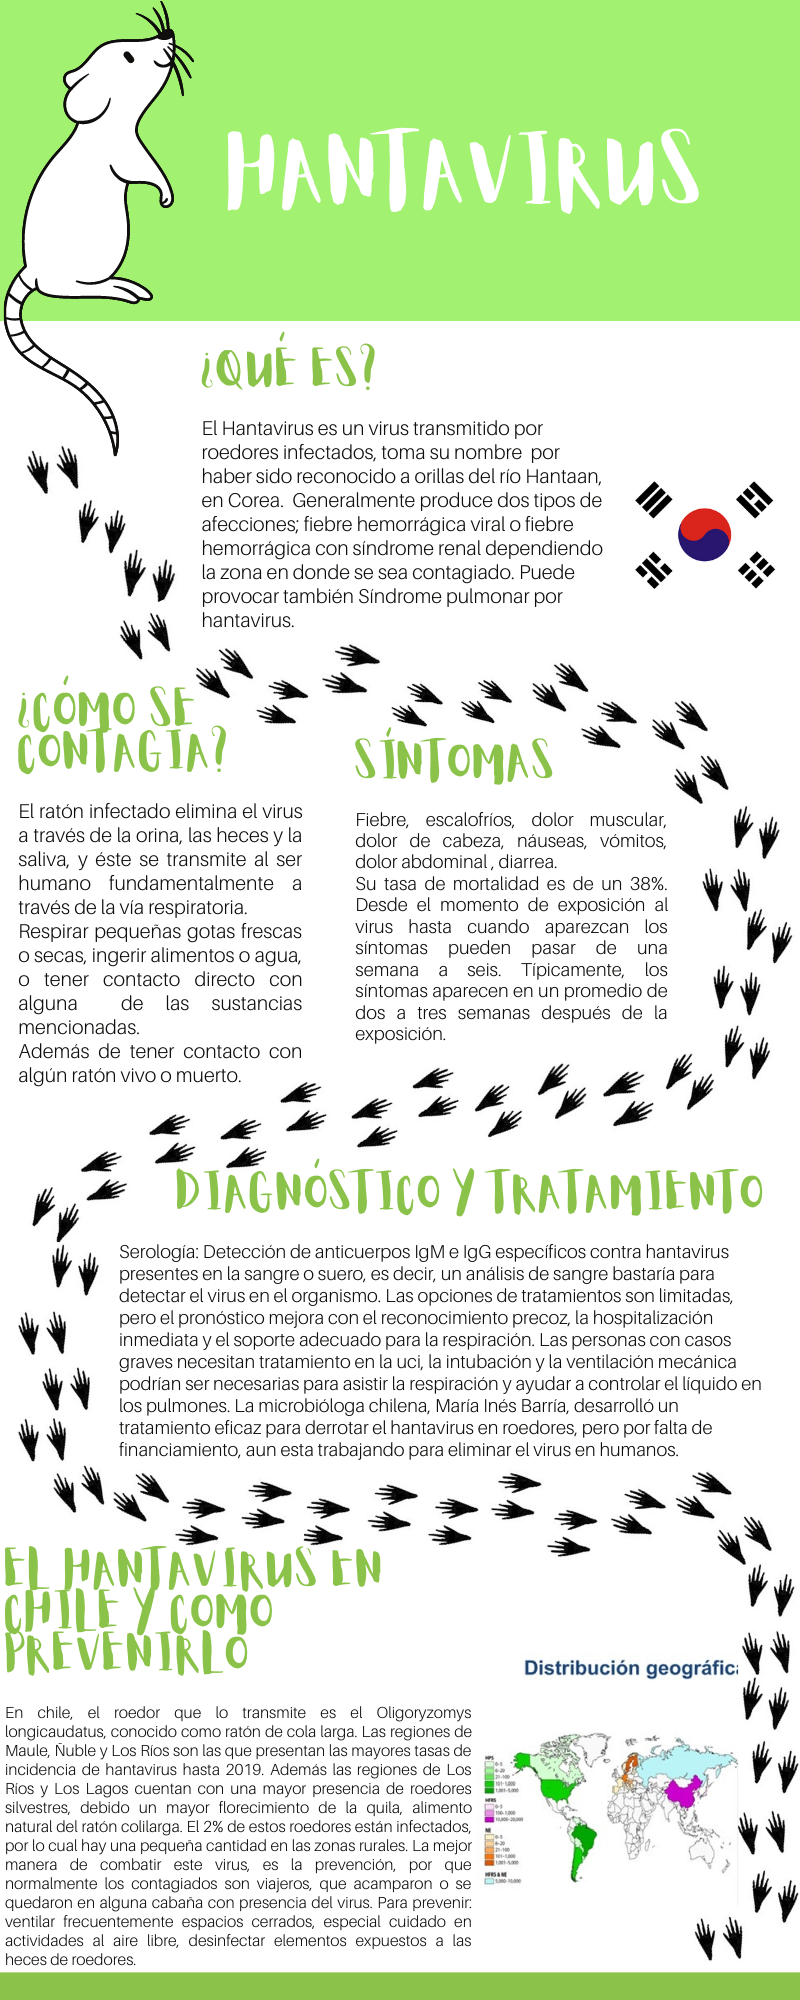 HANTAVIRUS
¿QUÉ ES?
El Hantavirus es un virus transmitido por
roedores infectados, toma su nombre por
haber sido reconocido a orillas del río Hantaan,
en Corea. Generalmente produce dos tipos de
afecciones; fiebre hemorrágica viral o fiebre
hemorrágica con síndrome renal dependiendo
la zona en donde se sea contagiado. Puede
provocar también Síndrome pulmonar por
hantavirus.
¿CÓMO SE
CONTAGIA?
El ratón infectado elimina el virus
a través de la orina, las heces y la
saliva, y éste se transmite al ser
humano fundamentalmente a
través de la vía respiratoria.
Respirar pequeñas gotas frescas
o secas, ingerir alimentos o agua,
o tener contacto directo con
alguna de las sustancias
mencionadas.
Además de tener contacto con
algún ratón vivo o muerto.
SÍNTOMAS
Fiebre, escalofríos, dolor muscular,
dolor de cabeza, náuseas, vómitos,
dolor abdominal , diarrea.
Su tasa de mortalidad es de un 38%.
Desde el momento de exposición al
virus hasta cuando aparezcan los
síntomas pueden pasar de una
semana a seis. Típicamente, los
síntomas aparecen en un promedio de
dos a tres semanas después de la
exposición.
DIAGNÓSTICO Y TRATAMIENTO
Serología: Detección de anticuerpos IgM e IgG específicos contra hantavirus
presentes en la sangre o suero, es decir, un análisis de sangre bastaría para
detectar el virus en el organismo. Las opciones de tratamientos son limitadas,
pero el pronóstico mejora con el reconocimiento precoz, la hospitalización
inmediata y el soporte adecuado para la respiración. Las personas con casos
graves necesitan tratamiento en la uci, la intubación y la ventilación mecánica
podrían ser necesarias para asistir la respiración y ayudar a controlar el líquido en
los pulmones. La microbióloga chilena, María Inés Barría, desarrolló un
tratamiento eficaz para derrotar el hantavirus en roedores, pero por falta de
financiamiento, aun esta trabajando para eliminar el virus en humanos.
EL HANTAVIRUS EN
CHILE Y COMO
PREVENIRLO
En chile, el roedor que lo transmite es el Oligoryzomys
longicaudatus, conocido como ratón de cola larga. Las regiones de
Maule, Ñuble y Los Ríos son las que presentan las mayores tasas de
incidencia de hantavirus hasta 2019. Además las regiones de Los
Ríos y Los Lagos cuentan con una mayor presencia de roedores
silvestres, debido un mayor florecimiento de la quila, alimento
natural del ratón colilarga. El 2% de estos roedores están infectados,
por lo cual hay una pequeña cantidad en las zonas rurales. La mejor
manera de combatir este virus, es la prevención, por que
normalmente los contagiados son viajeros, que acamparon o se
quedaron en alguna cabaña con presencia del virus. Para prevenir:
ventilar frecuentemente espacios cerrados, especial cuidado en
actividades al aire libre, desinfectar elementos expuestos a las
heces de roedores.
Distribución geográfica
HPS
0–5
6–20
21–100
101–1,000
1,001–5,000
HFRS
0–5
100–1,000
10,000–20,000
NE
0–5
6–20
21–100
101–1,000
1,001–5,000
HFRS & NE
5,000–10,000